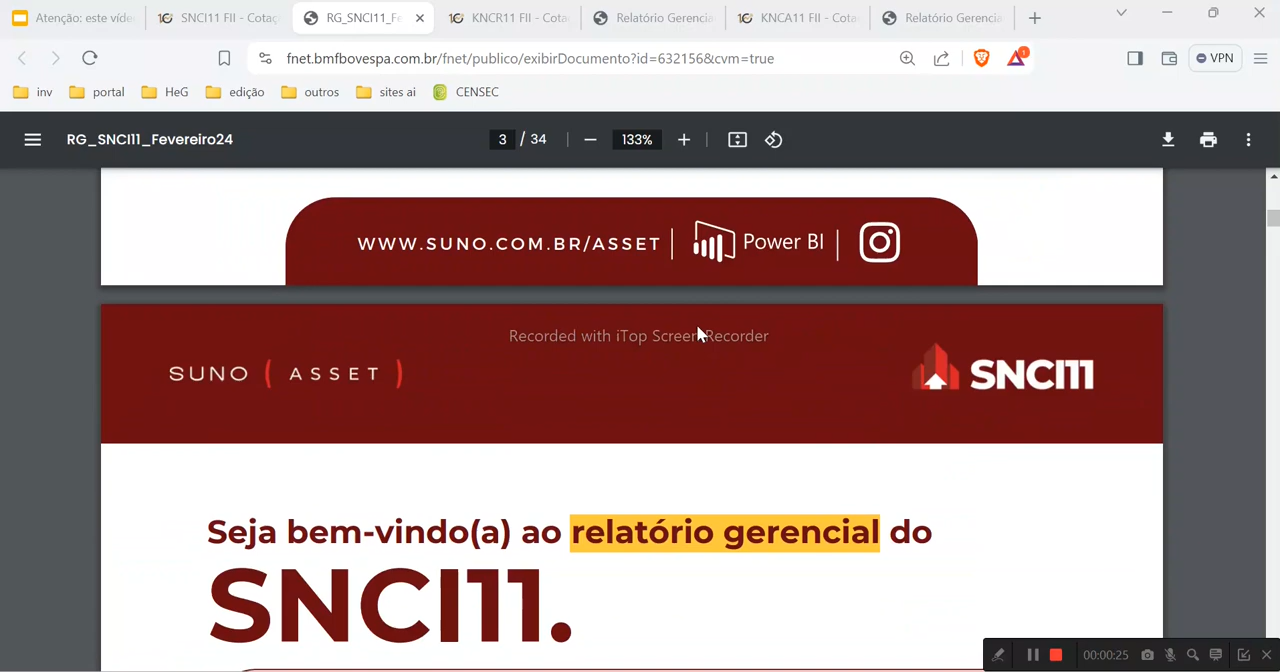 Atenção: este víde
SNCI11 FII - Cotaç
RG_SNCI11_Fe
KNCR11 FII - Cota
Relatório Gerencia
KNCA11 FII - Cota
Relatório Gerencia
fnet.bmfbovespa.com.br/fnet/publico/exibirDocumento?id=632156&cvm=true
1
VPN
inv
portal
HeG
edição
outros
sites ai
CENSEC
RG_SNCI11_Fevereiro24
3 / 34
133%
WWW.SUNO.COM.BR/ASSET
Power BI
Recorded with iTop Screen Recorder
SUNO ( ASSET )
SNCI11
Seja bem-vindo(a) ao relatório gerencial do
SNCI11.
00:00:25